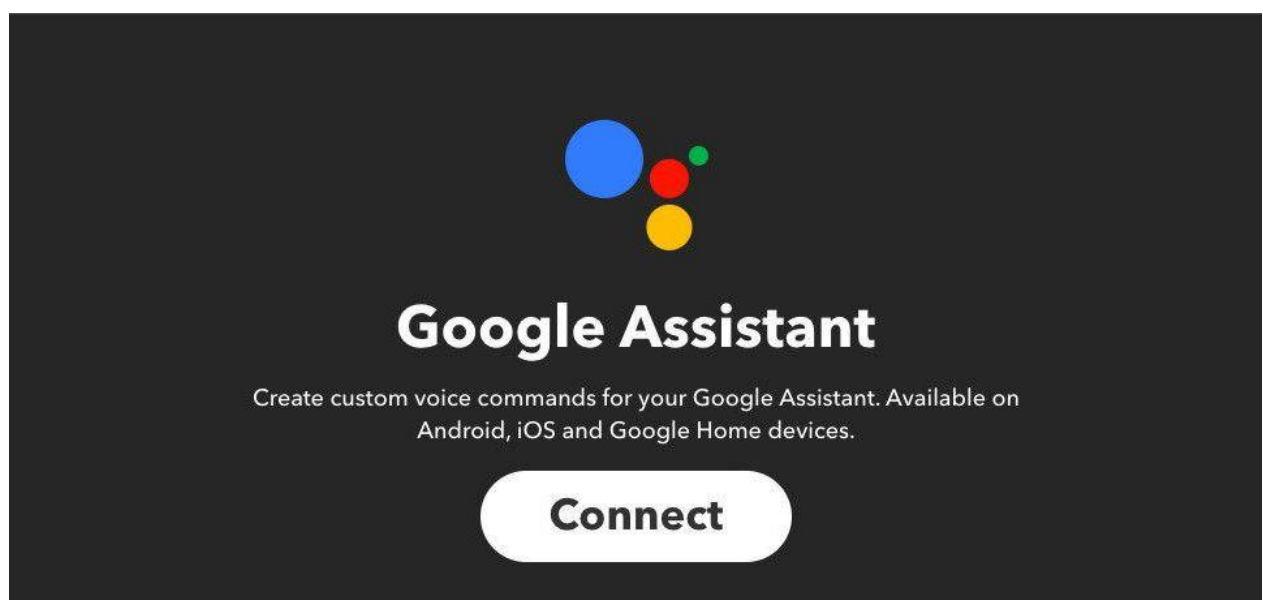 Google Assistant
Create custom voice commands for your Google Assistant. Available on
Android, iOS and Google Home devices.
Connect